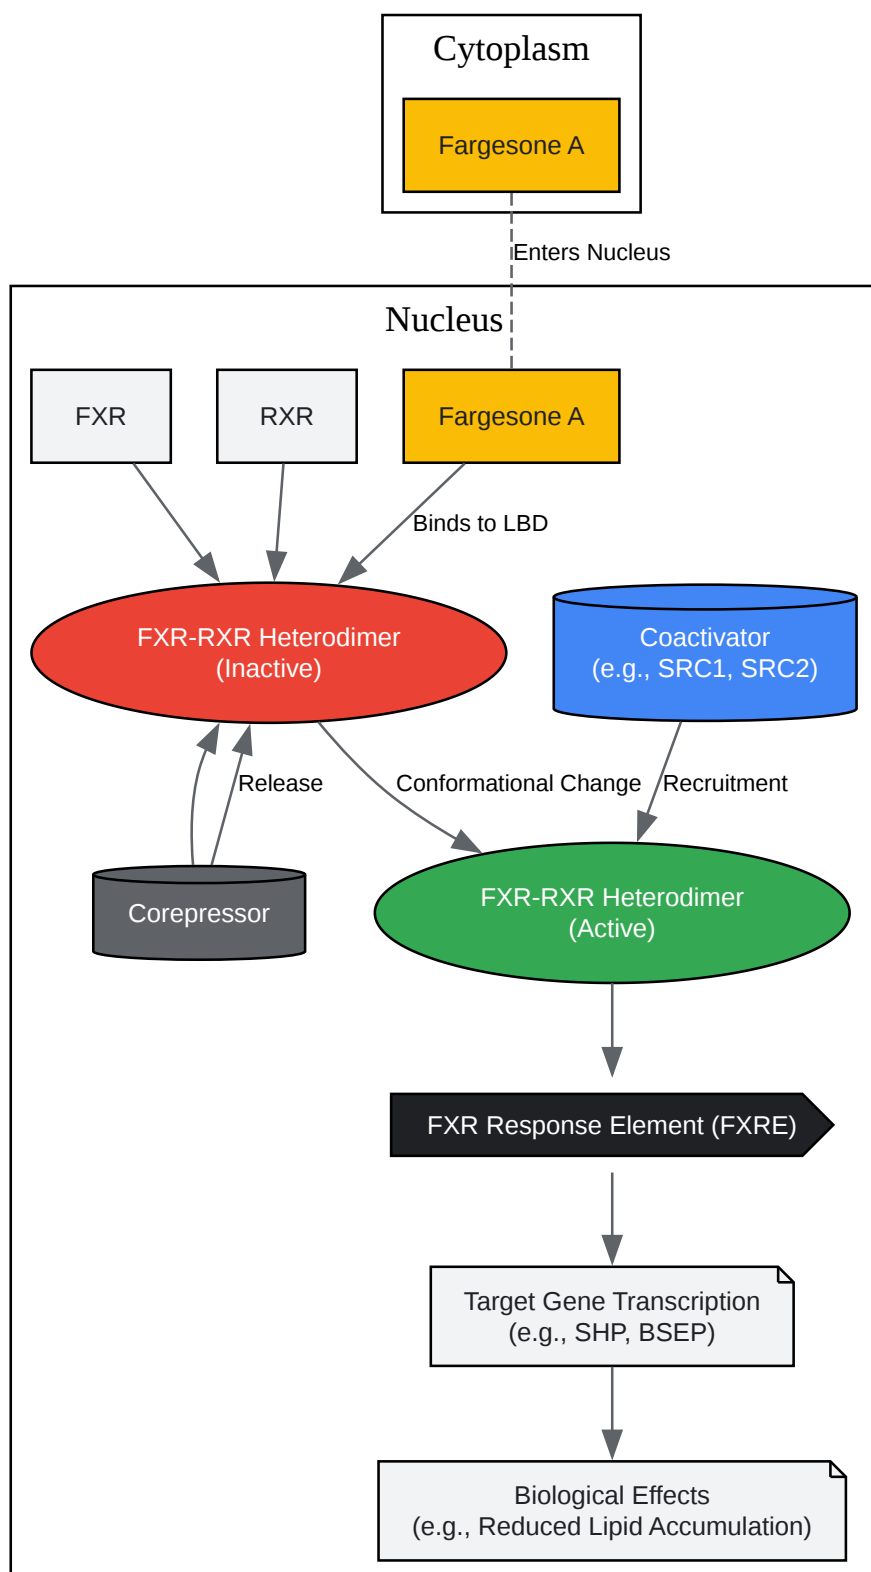 Cytoplasm
Fargesone A
Enters Nucleus
Nucleus
FXR
RXR
Fargesone A
Binds to LBD
FXR-RXR Heterodimer
(Inactive)
Coactivator
(e.g., SRC1, SRC2)
Release
Conformational Change
Recruitment
Corepressor
FXR-RXR Heterodimer
(Active)
FXR Response Element (FXRE)
Target Gene Transcription
(e.g., SHP, BSEP)
Biological Effects
(e.g., Reduced Lipid Accumulation)